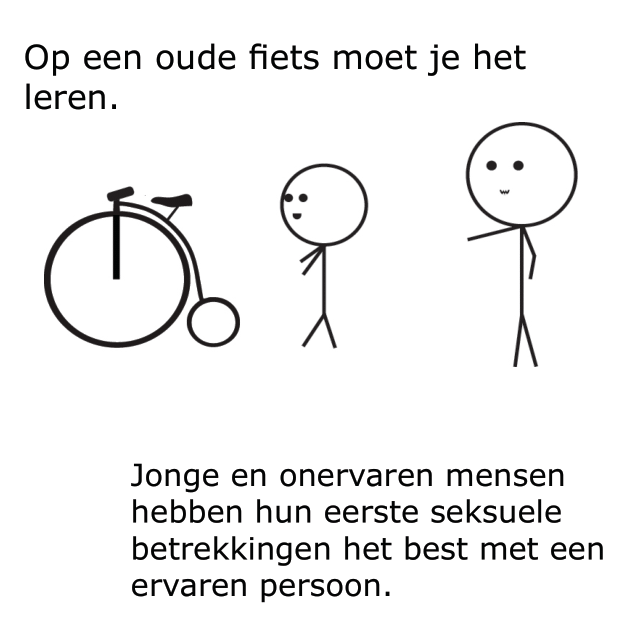 Op een oude fiets moet je het
leren.
Jonge en onervaren mensen
hebben hun eerste seksuele
betrekkingen het best met een
ervaren persoon.